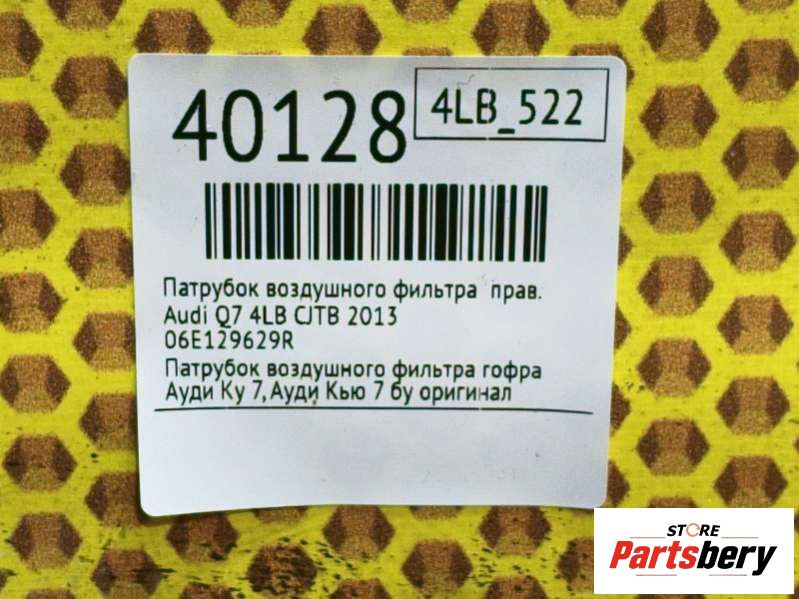 40128
4LB_522
Патрубок воздушного фильтра прав.
Audi Q7 4LB CJTB 2013
06E129629R
Патрубок воздушного фильтра гофра
Ауди Ку 7,Ауди Кью 7 бу оригинал
STORE
Partsbery